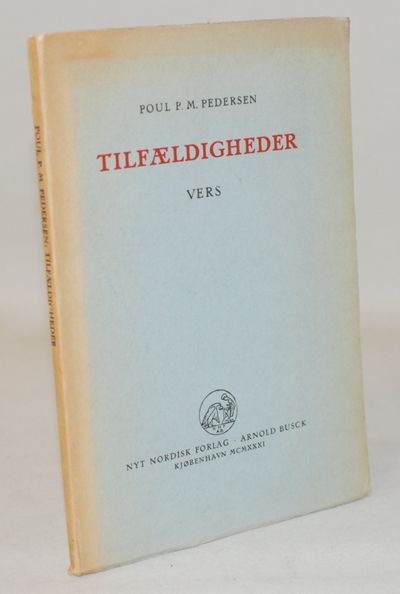 POUL P. M. PEDERSEN
TILFÆLDIGHEDER
VERS
NYT NORDISK FORLAG · ARNOLD BUSCK
KJØBENHAVN MCMXXXI
POUL P. M. PEDERSEN: TILFÆLDIGHEDER